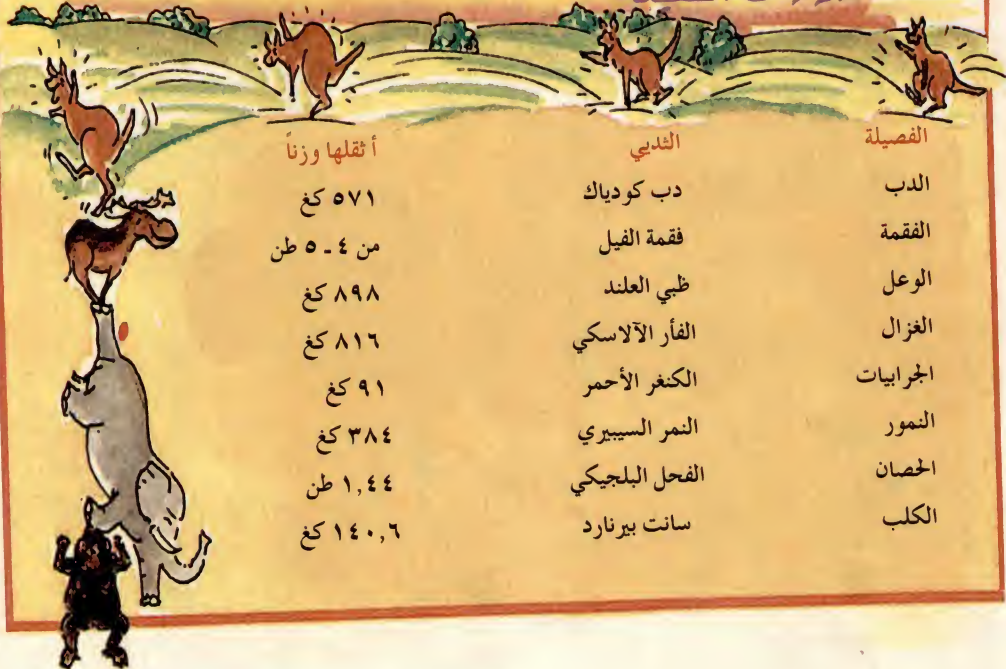 الفصيلة الثديي أثقلها وزناً
الدب دب كودياك ٥٧١ كغ
الفقمة فقمة الفيل من ٤ ـ ٥ طن
الوعل ظبي العلند ٨٩٨ كغ
الغزال الفأر الآلاسكي ٨١٦ كغ
الجرابيات الكنغر الأحمر ٩١ كغ
النمور النمر السيبيري ٣٨٤ كغ
الحصان الفحل البلجيكي ١,٤٤ طن
الكلب سانت بيرنارد ١٤٠,٦ كغ